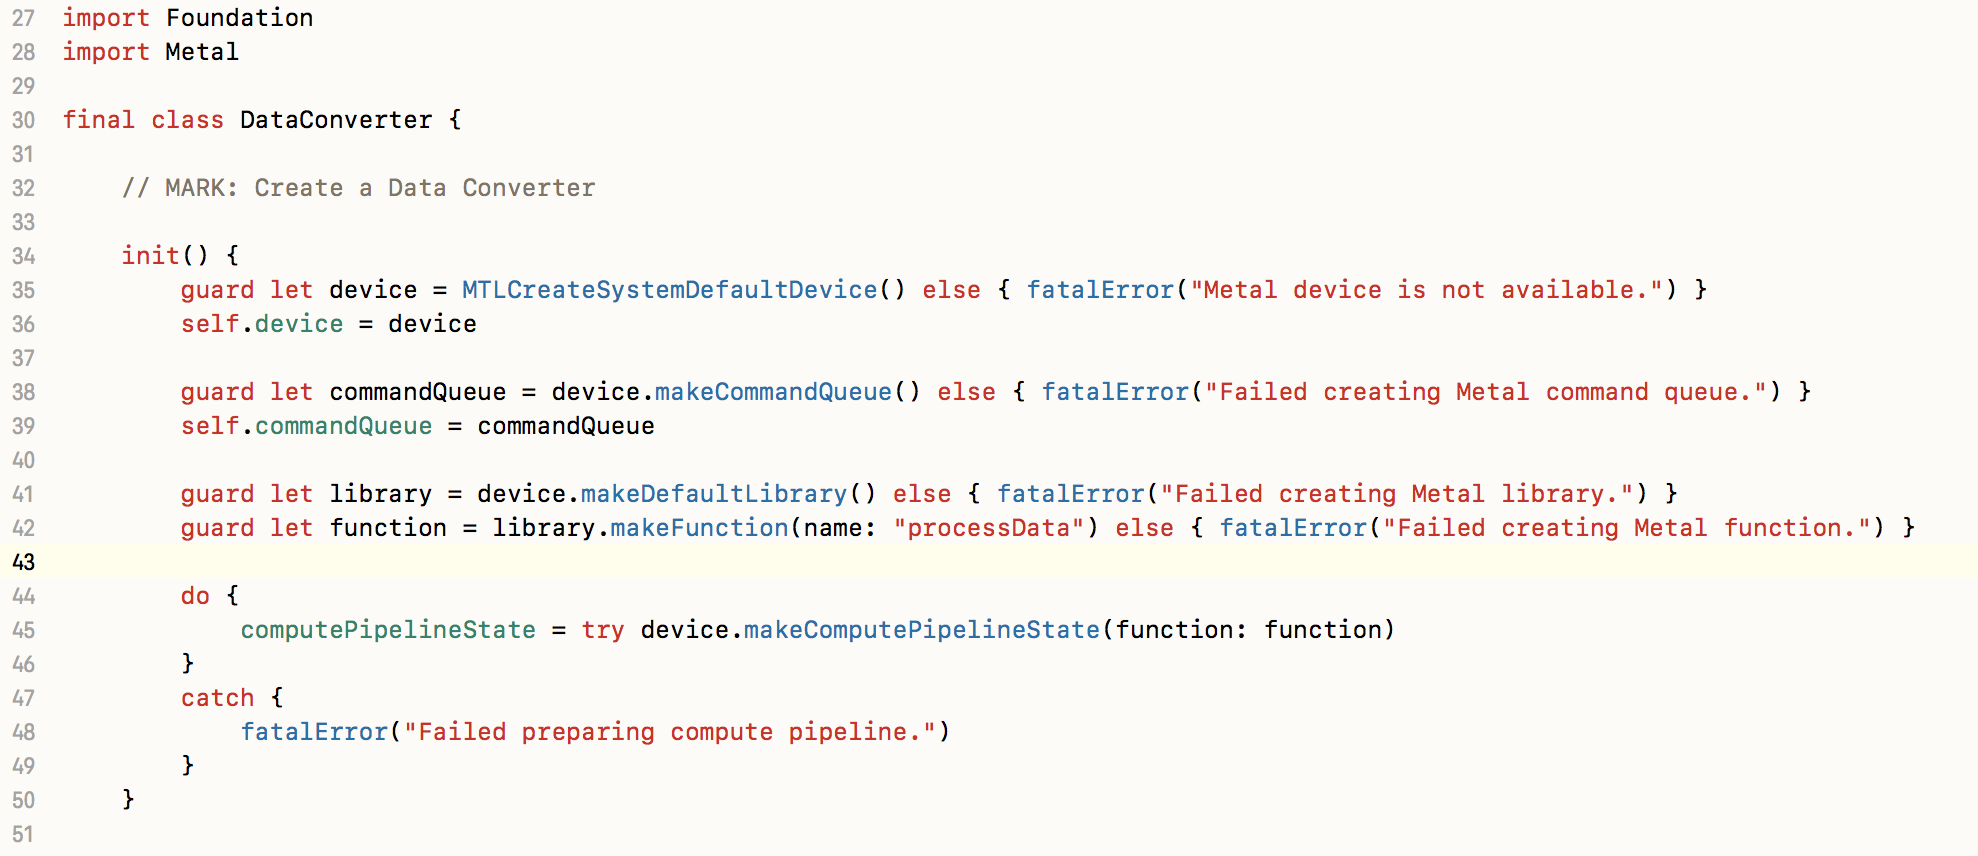 27 import Foundation
28 import Metal
29
30 final class DataConverter {
31
32     // MARK: Create a Data Converter
33
34     init() {
35         guard let device = MTLCreateSystemDefaultDevice() else { fatalError("Metal device is not available.") }
36         self.device = device
37
38         guard let commandQueue = device.makeCommandQueue() else { fatalError("Failed creating Metal command queue.") }
39         self.commandQueue = commandQueue
40
41         guard let library = device.makeDefaultLibrary() else { fatalError("Failed creating Metal library.") }
42         guard let function = library.makeFunction(name: "processData") else { fatalError("Failed creating Metal function.") }
43
44         do {
45             computePipelineState = try device.makeComputePipelineState(function: function)
46         }
47         catch {
48             fatalError("Failed preparing compute pipeline.")
49         }
50     }
51